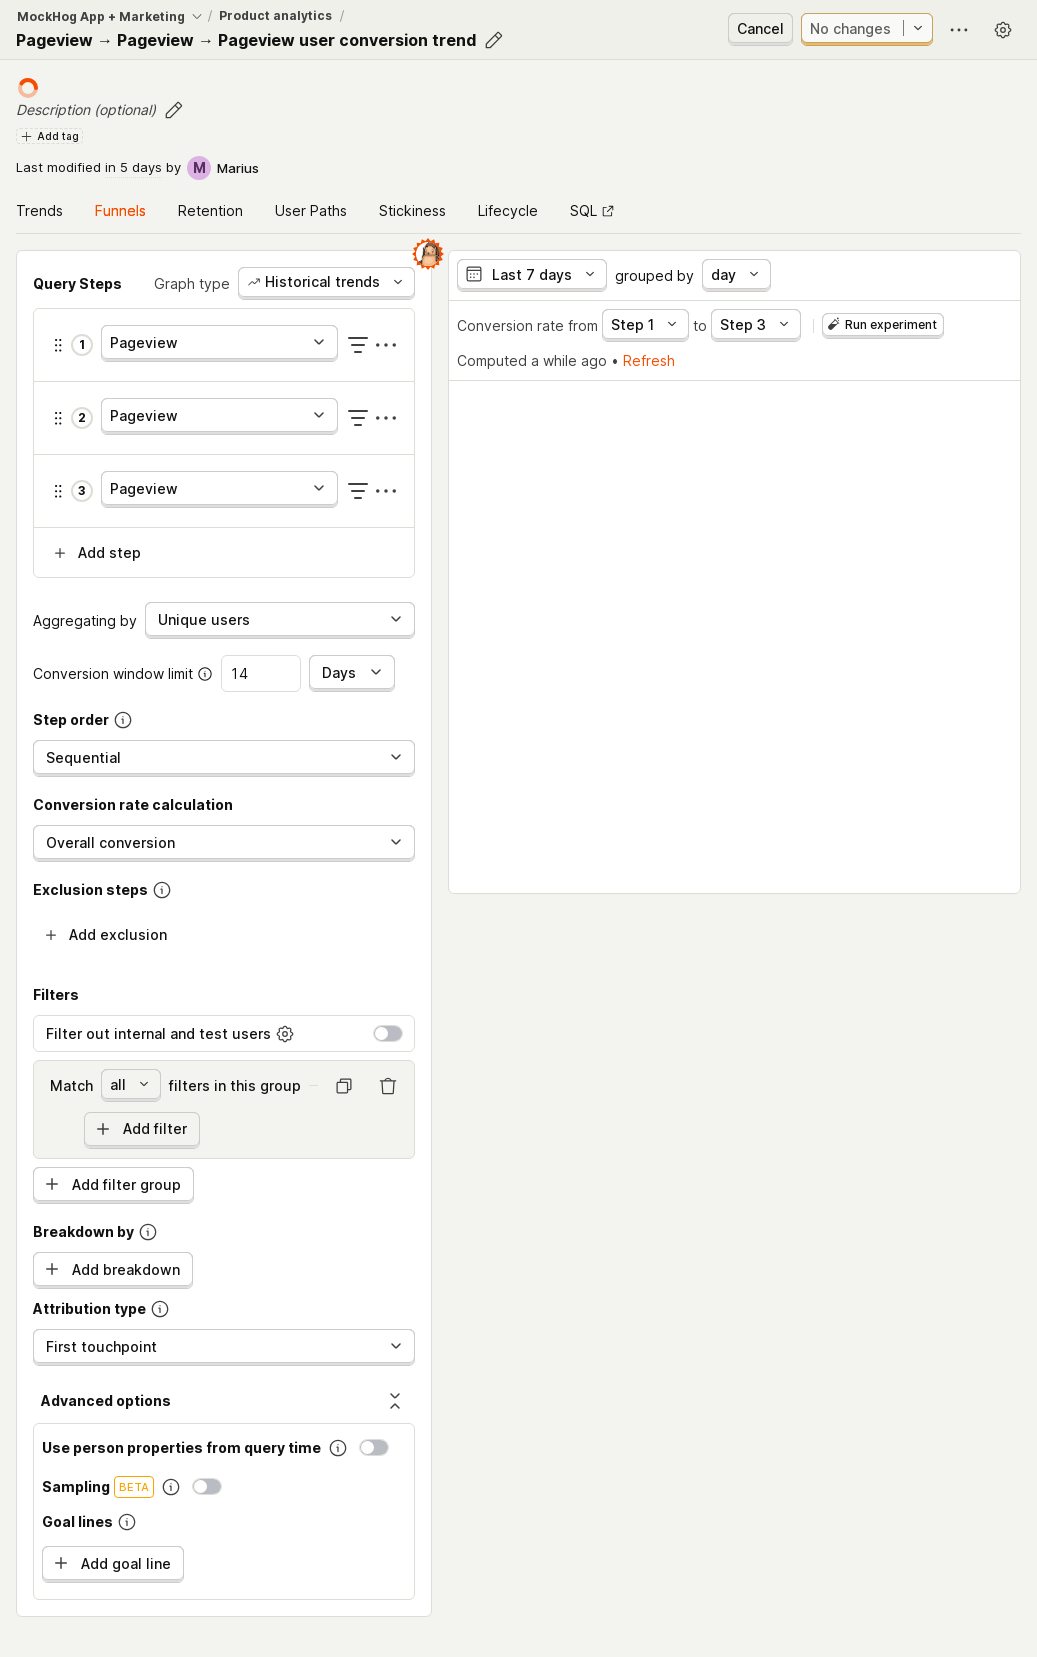 MockHog App + Marketing / Product analytics /
Pageview → Pageview → Pageview user conversion trend
Cancel
No changes
Description (optional)
Add tag
Last modified in 5 days by M Marius
Trends Funnels Retention User Paths Stickiness Lifecycle SQL
Query Steps Graph type Historical trends
1 Pageview
2 Pageview
3 Pageview
Add step
Aggregating by Unique users
Conversion window limit 14 Days
Step order
Sequential
Conversion rate calculation
Overall conversion
Exclusion steps
Add exclusion
Filters
Filter out internal and test users
Match all filters in this group
Add filter
Add filter group
Breakdown by
Add breakdown
Attribution type
First touchpoint
Advanced options
Use person properties from query time
Sampling BETA
Goal lines
Add goal line
Last 7 days grouped by day
Conversion rate from Step 1 to Step 3 Run experiment
Computed a while ago • Refresh